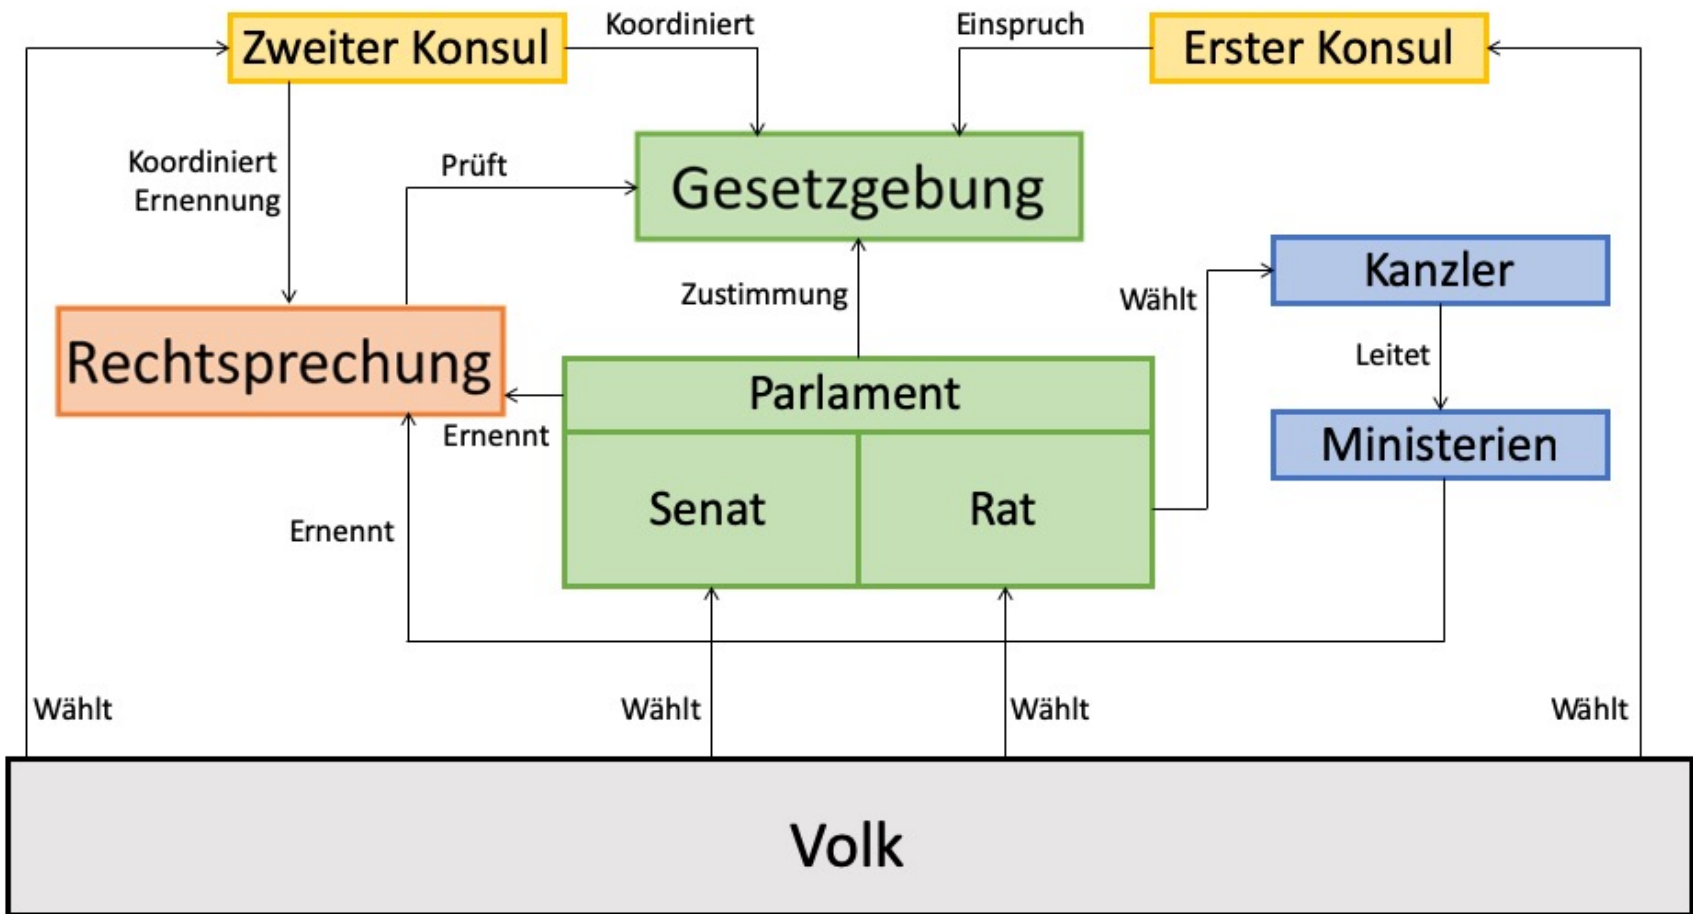 Zweiter Konsul
Koordiniert
Einspruch
Erster Konsul
Koordiniert
Ernennung
Prüft
Gesetzgebung
Zustimmung
Wählt
Kanzler
Leitet
Rechtsprechung
Ernennt
Parlament
Ministerien
Senat
Rat
Ernennt
Wählt
Wählt
Wählt
Wählt
Volk